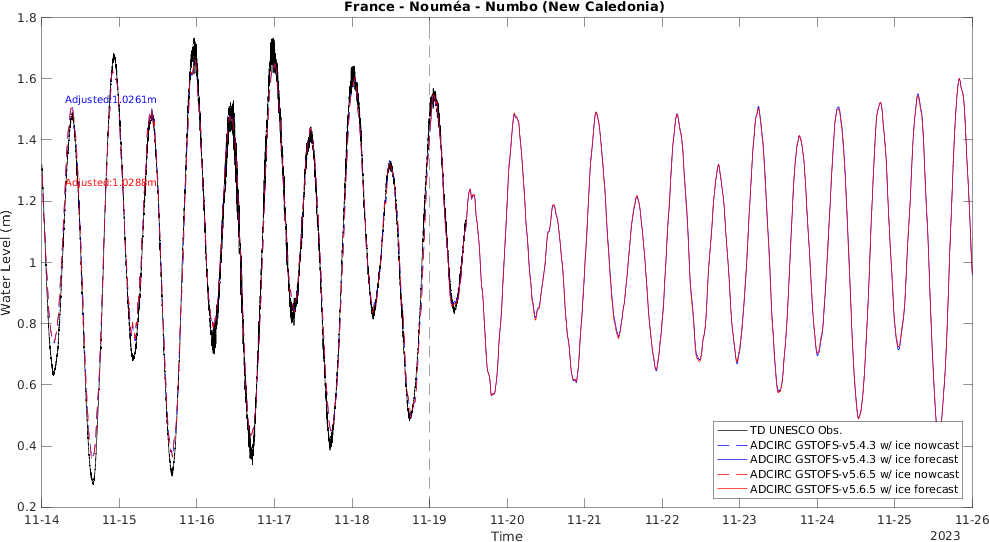 France - Nouméa - Numbo (New Caledonia)
Water Level (m)
1.8
1.6
1.4
1.2
1
0.8
0.6
0.4
0.2
Adjusted:1.0261m
Adjusted:1.0288m
TD UNESCO Obs.
ADCIRC GSTOFS-v5.4.3 w/ ice nowcast
ADCIRC GSTOFS-v5.4.3 w/ ice forecast
ADCIRC GSTOFS-v5.6.5 w/ ice nowcast
ADCIRC GSTOFS-v5.6.5 w/ ice forecast
11-14 11-15 11-16 11-17 11-18 11-19 11-20 11-21 11-22 11-23 11-24 11-25 11-26
Time
2023